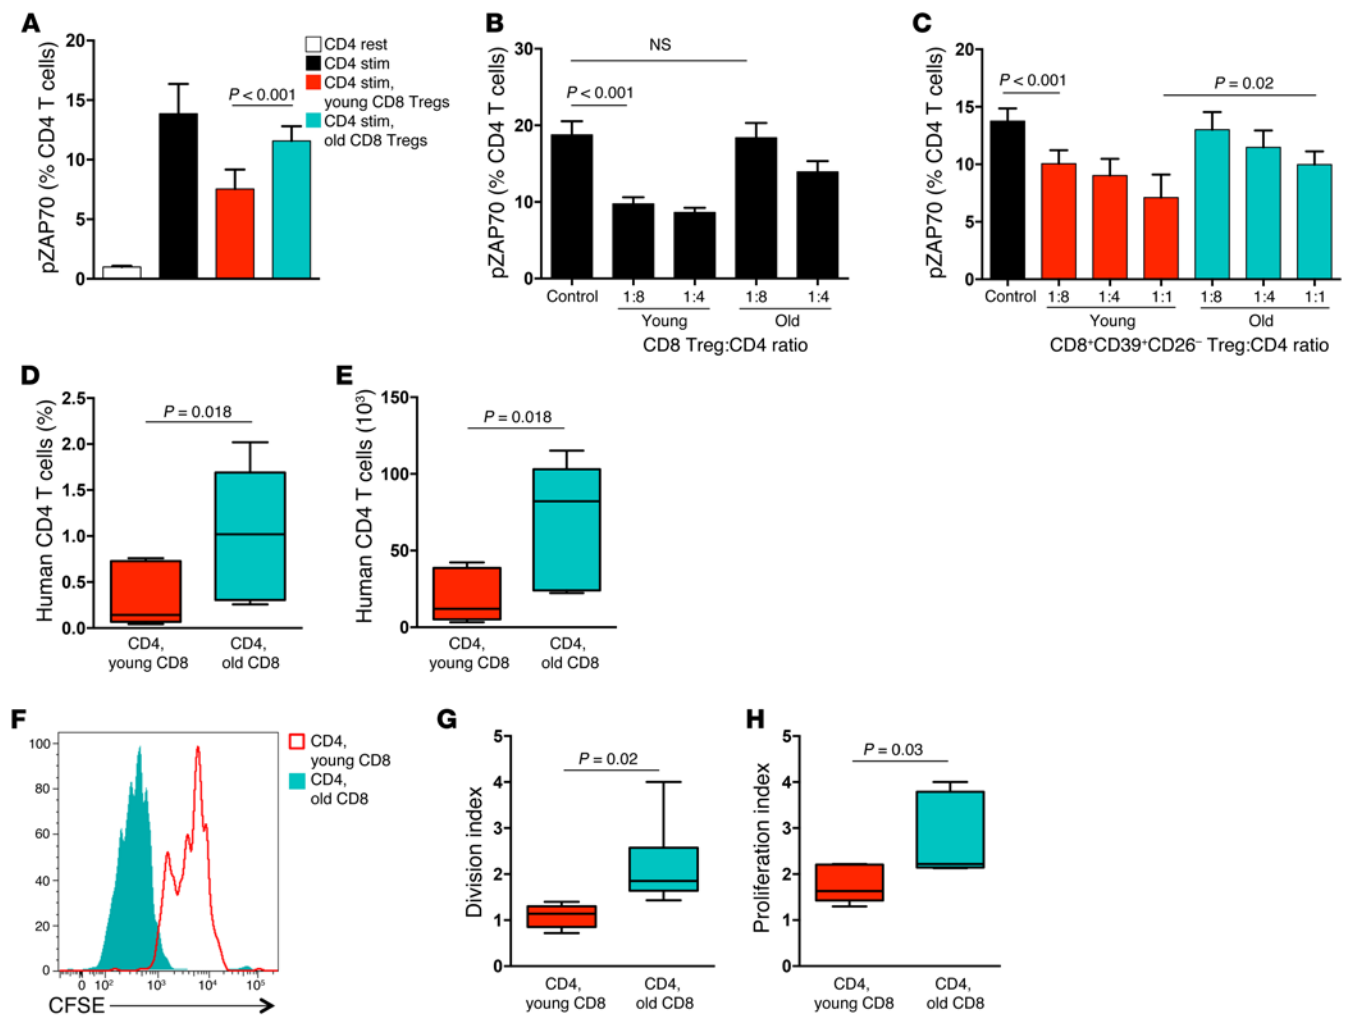 A
pZAP70 (% CD4 T cells)
20
15
10
5
0
P < 0.001
CD4 rest
CD4 stim
CD4 stim,
young CD8 Tregs
CD4 stim,
old CD8 Tregs
B
pZAP70 (% CD4 T cells)
30
20
10
0
NS
P < 0.001
Control
1:8
1:4
1:8
1:4
Young
Old
CD8 Treg:CD4 ratio
C
pZAP70 (% CD4 T cells)
20
15
10
5
0
P < 0.001
P = 0.02
Control
1:8
1:4
1:1
1:8
1:4
1:1
Young
Old
CD8⁺CD39⁺CD26⁻ Treg:CD4 ratio
D
Human CD4 T cells (%)
2.5
2.0
1.5
1.0
0.5
0.0
P = 0.018
CD4,
young CD8
CD4,
old CD8
E
Human CD4 T cells (10³)
150
100
50
0
P = 0.018
CD4,
young CD8
CD4,
old CD8
F
100
80
60
40
20
0
0
10²
10³
10⁴
10⁵
CFSE
CD4,
young CD8
CD4,
old CD8
G
Division index
5
4
3
2
1
0
P = 0.02
CD4,
young CD8
CD4,
old CD8
H
Proliferation index
5
4
3
2
1
0
P = 0.03
CD4,
young CD8
CD4,
old CD8